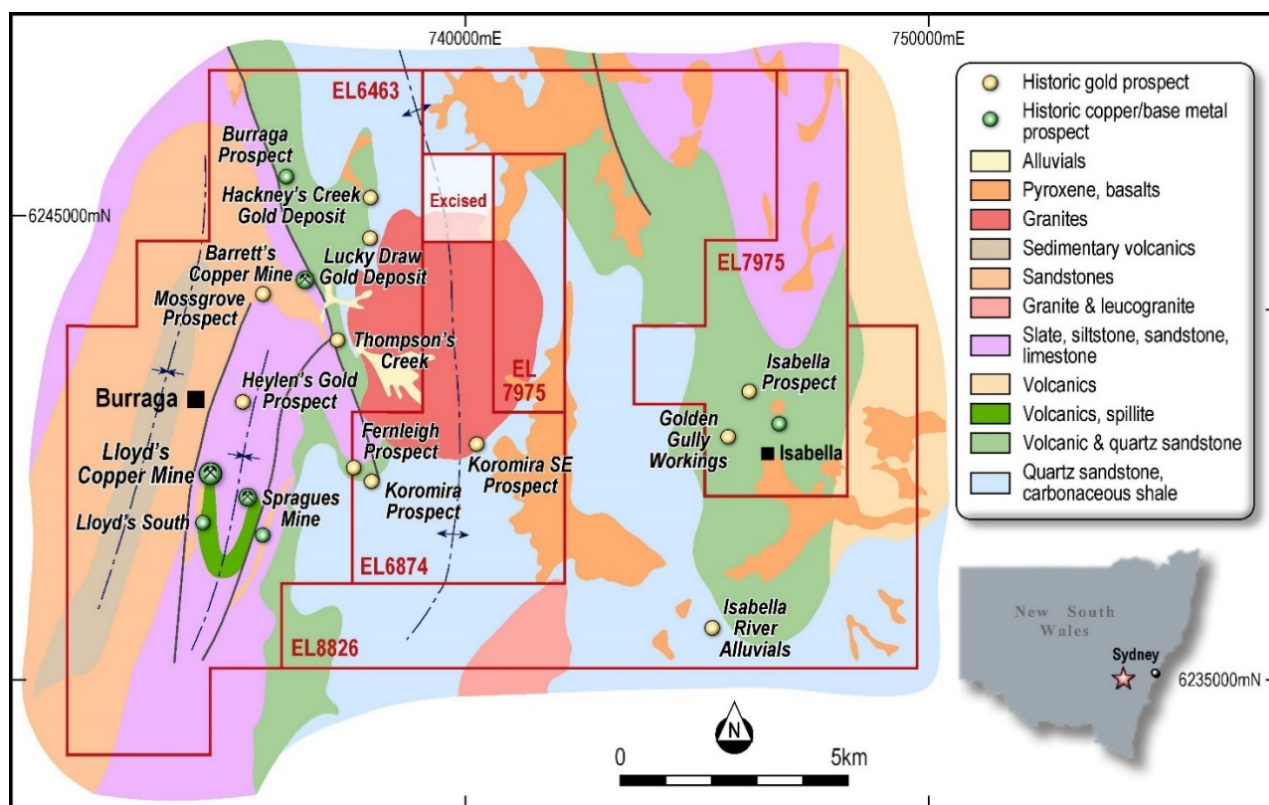 740000mE
750000mE
6245000mN
6235000mN
EL6463
Burraga
Prospect
Hackney's Creek
Gold Deposit
Excised
Lucky Draw
Gold Deposit
Barrett's
Copper Mine
Mossgrove
Prospect
EL7975
Thompson's
Creek
EL
7975
Isabella
Prospect
Burraga
Heylen's Gold
Prospect
Fernleigh
Prospect
Golden
Gully
Workings
Isabella
Koromira SE
Prospect
Lloyd's
Copper Mine
Koromira
Prospect
Spragues
Mine
Lloyd's South
EL6874
Isabella
River
Alluvials
EL8826
N
0
5km
Historic gold prospect
Historic copper/base metal
prospect
Alluvials
Pyroxene, basalts
Granites
Sedimentary volcanics
Sandstones
Granite & leucogranite
Slate, siltstone, sandstone,
limestone
Volcanics
Volcanics, spillite
Volcanic & quartz sandstone
Quartz sandstone,
carbonaceous shale
New South
Wales
Sydney